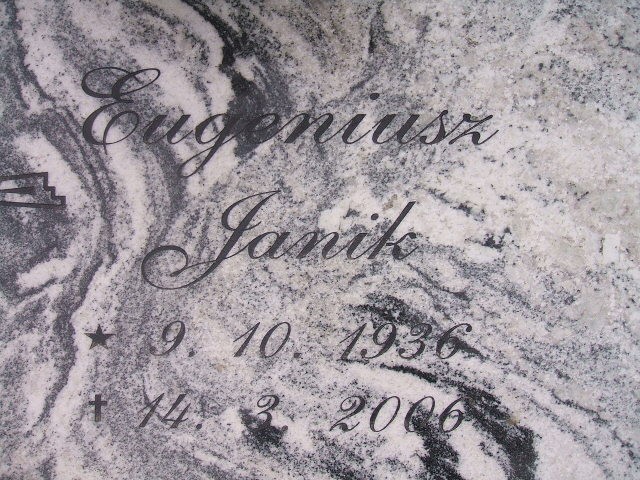 Eugeniusz
Janik
★ 9. 10. 1936
✝ 14. 3. 2006